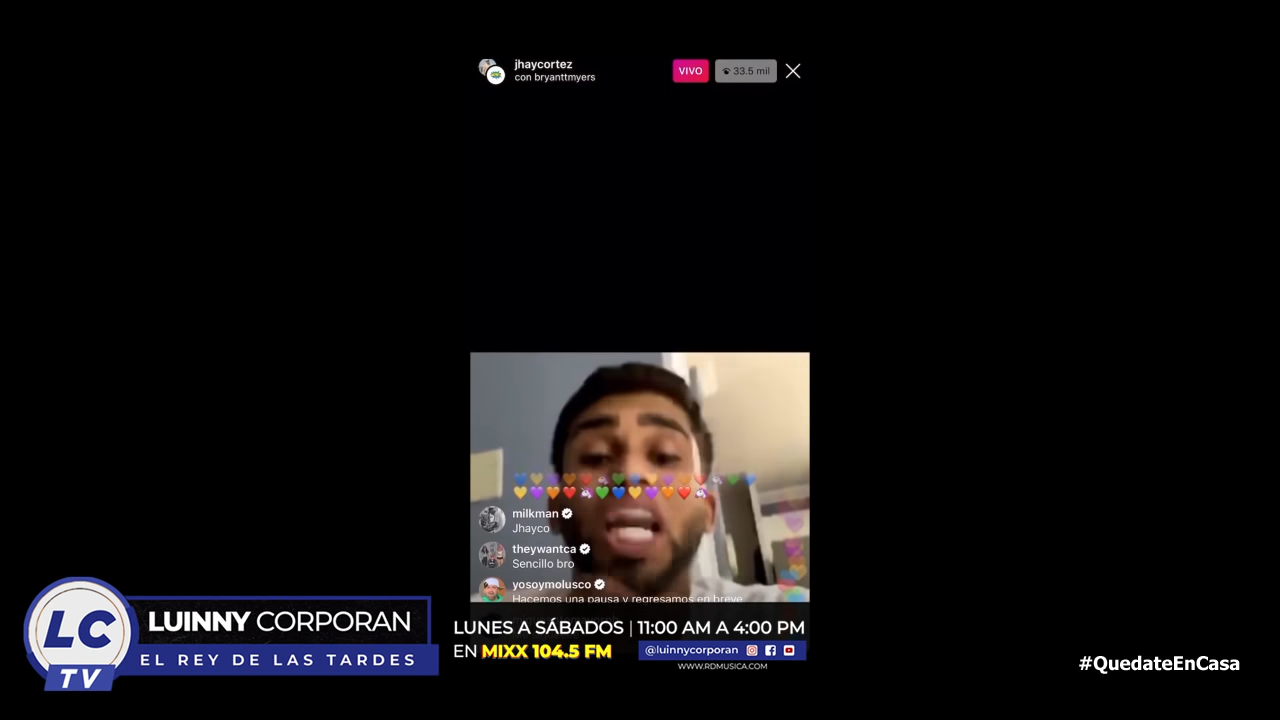 jhaycortez
con bryanttmyers
VIVO
33.5 mil
milkman
Jhayco
theywantca
Sencillo bro
yosoymolusco
Hacemos una pausa y regresamos en breve
LC
TV
LUINNY CORPORAN
EL REY DE LAS TARDES
LUNES A SÁBADOS | 11:00 AM A 4:00 PM
EN MIXX 104.5 FM
@luinnycorporan
WWW.RDMUSICA.COM
#QuedateEnCasa